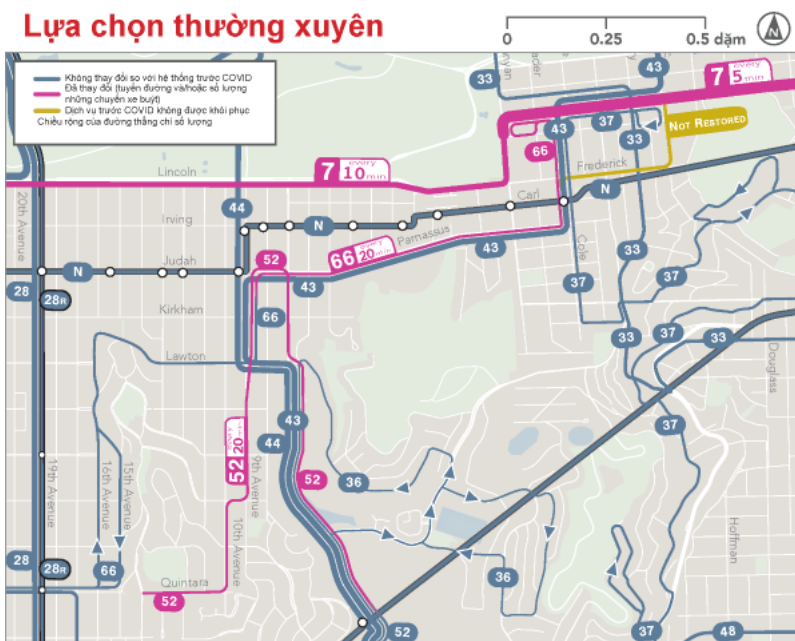 Lựa chọn thường xuyên
0 0.25 0.5 dặm
N
Không thay đổi so với hệ thống trước COVID
Đã thay đổi (tuyến đường và/hoặc số lượng
những chuyến xe buýt)
Dịch vụ trước COVID không được khôi phục
Chiều rộng của đường thẳng chỉ số lượng
33
43
7 every 5 min
37
43
33
NOT RESTORED
66
Lincoln
7 every 10 min
Frederick
20th Avenue
Carl
N
44
Irving
N
Parnassus
43
Cole
33
Judah
N
52
66 20 min
37
37
28
28R
43
Kirkham
66
37
33
33
Lawton
Douglass
43
44
37
52 20
9th Avenue
19th Avenue
16th Avenue
15th Avenue
52
36
10th Avenue
Hoffman
28
28R
66
Quintara
52
36
33
52
37
48